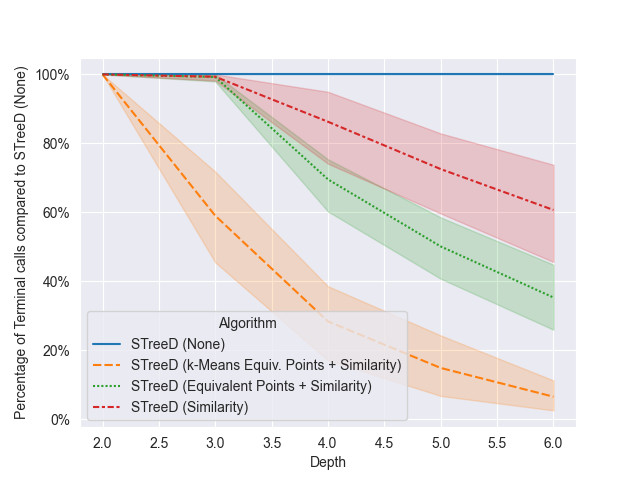 Percentage of Terminal calls compared to STreeD (None)
100%
80%
60%
40%
20%
0%
Algorithm
STreeD (None)
STreeD (k-Means Equiv. Points + Similarity)
STreeD (Equivalent Points + Similarity)
STreeD (Similarity)
2.0 2.5 3.0 3.5 4.0 4.5 5.0 5.5 6.0
Depth